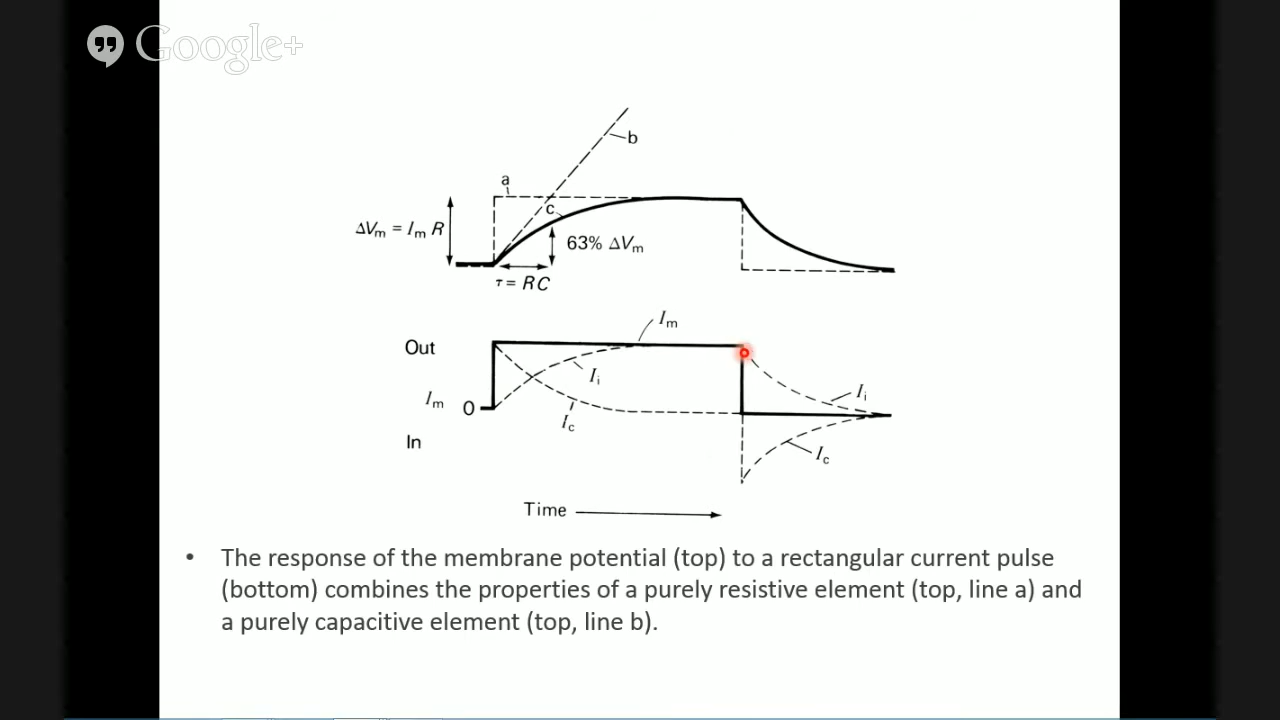 Google+
b
a
c
ΔVm = Im R
63% ΔVm
τ = RC
Im
Out
Ii
Im 0
Ic
Ii
In
Ic
Time
• The response of the membrane potential (top) to a rectangular current pulse
(bottom) combines the properties of a purely resistive element (top, line a) and
a purely capacitive element (top, line b).